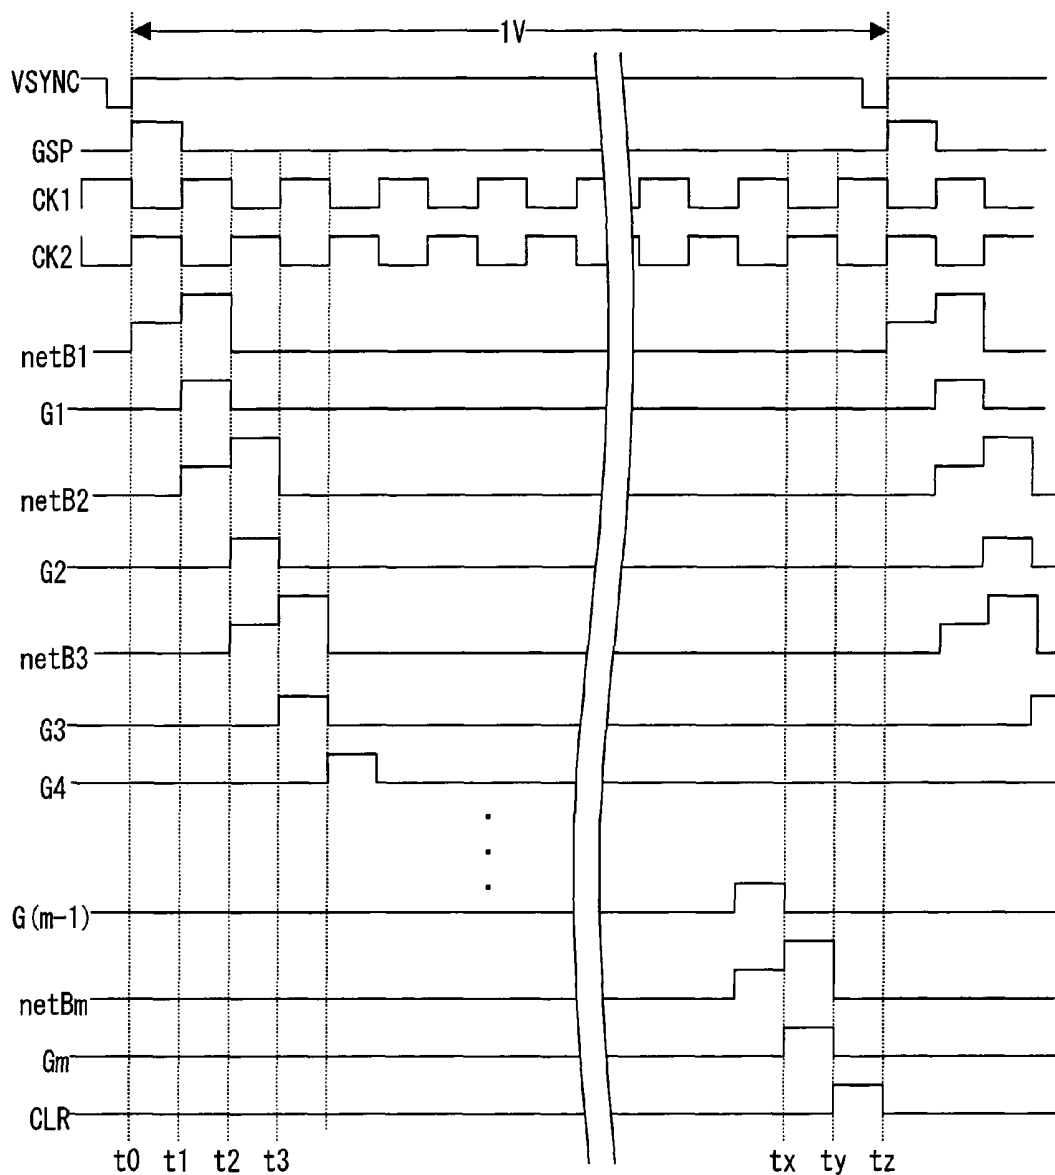 1V
VSYNC
GSP
CK1
CK2
netB1
G1
netB2
G2
netB3
G3
G4
G(m-1)
netBm
Gm
CLR
t0 t1 t2 t3 tx ty tz